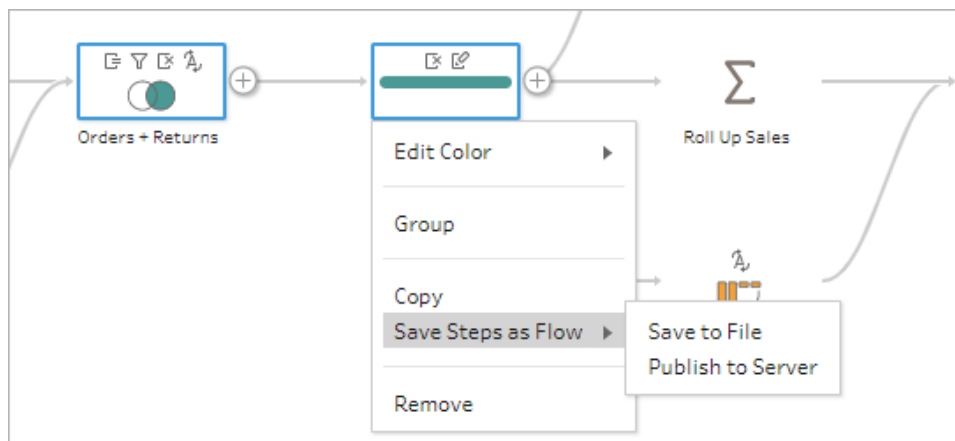 Orders + Returns
Roll Up Sales
Edit Color
Group
Copy
Save Steps as Flow
Remove
Save to File
Publish to Server